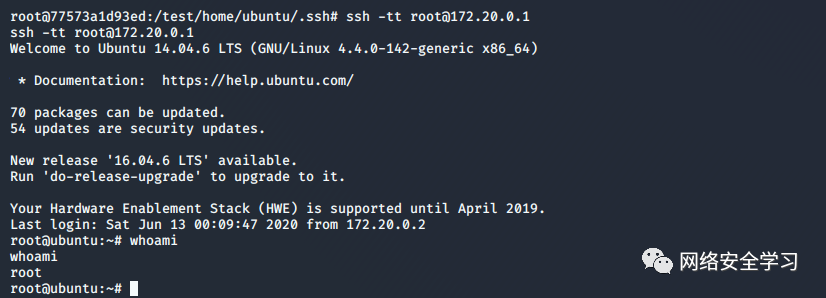 root@77573a1d93ed:/test/home/ubuntu/.ssh# ssh -tt root@172.20.0.1
ssh -tt root@172.20.0.1
Welcome to Ubuntu 14.04.6 LTS (GNU/Linux 4.4.0-142-generic x86_64)
 * Documentation:  https://help.ubuntu.com/
70 packages can be updated.
54 updates are security updates.
New release '16.04.6 LTS' available.
Run 'do-release-upgrade' to upgrade to it.
Your Hardware Enablement Stack (HWE) is supported until April 2019.
Last login: Sat Jun 13 00:09:47 2020 from 172.20.0.2
root@ubuntu:~# whoami
whoami
root
root@ubuntu:~#
网络安全学习